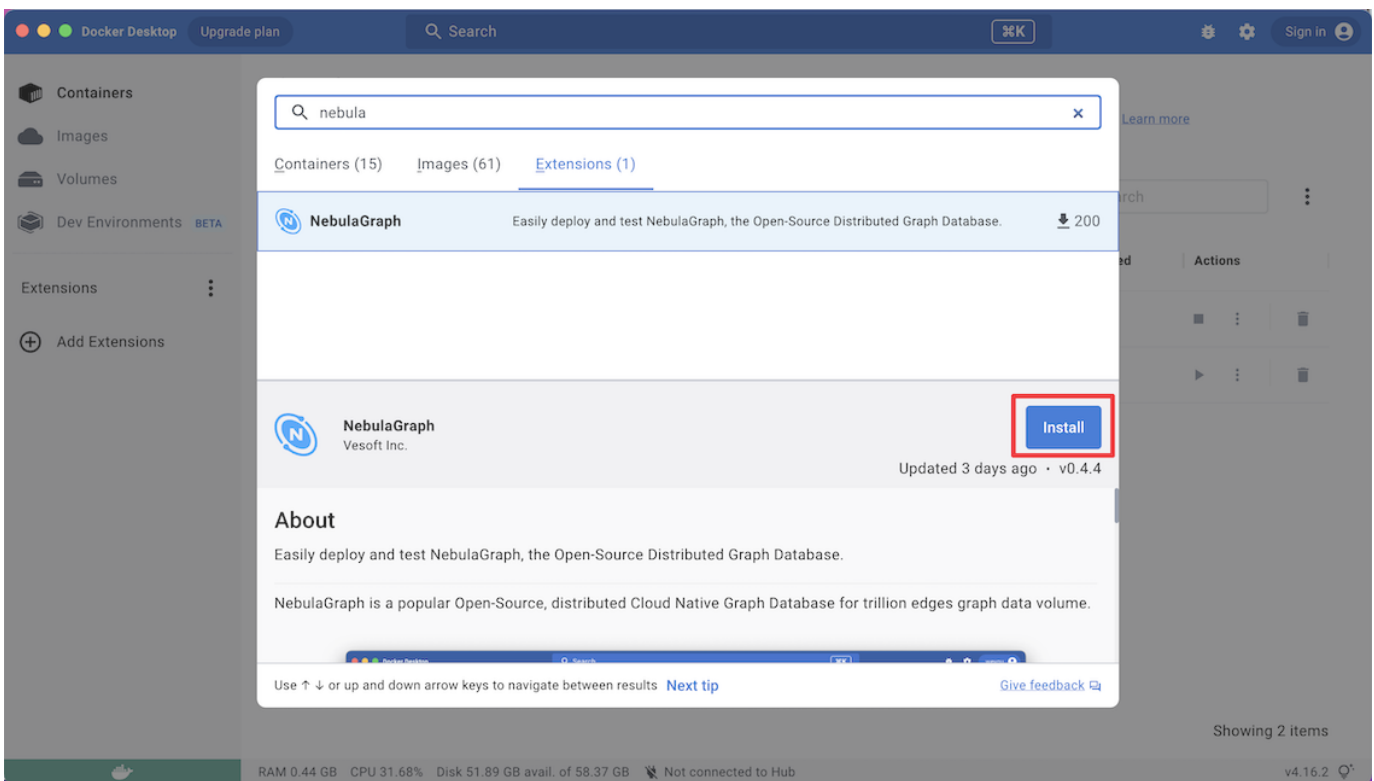 Docker Desktop Upgrade plan Search ⌘K Sign in
Containers
Images
Volumes
Dev Environments BETA
Extensions
Add Extensions
nebula
Containers (15) Images (61) Extensions (1)
NebulaGraph Easily deploy and test NebulaGraph, the Open-Source Distributed Graph Database. 200
NebulaGraph
Vesoft Inc.
Install
Updated 3 days ago · v0.4.4
About
Easily deploy and test NebulaGraph, the Open-Source Distributed Graph Database.
NebulaGraph is a popular Open-Source, distributed Cloud Native Graph Database for trillion edges graph data volume.
Docker Desktop Search ⌘K
Use ↑ ↓ or up and down arrow keys to navigate between results Next tip Give feedback
Learn more
rch
ed Actions
Showing 2 items
RAM 0.44 GB CPU 31.68% Disk 51.89 GB avail. of 58.37 GB Not connected to Hub v4.16.2